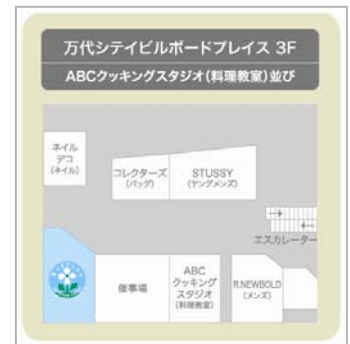 万代シテイビルボードプレイス 3F
ABCクッキングスタジオ(料理教室)並び
ネイル
デコ
(ネイル)
コレクターズ
(バッグ)
STUSSY
(ヤングメンズ)
エスカレーター
催事場
ABC
クッキング
スタジオ
(料理教室)
R.NEWBOLD
(メンズ)